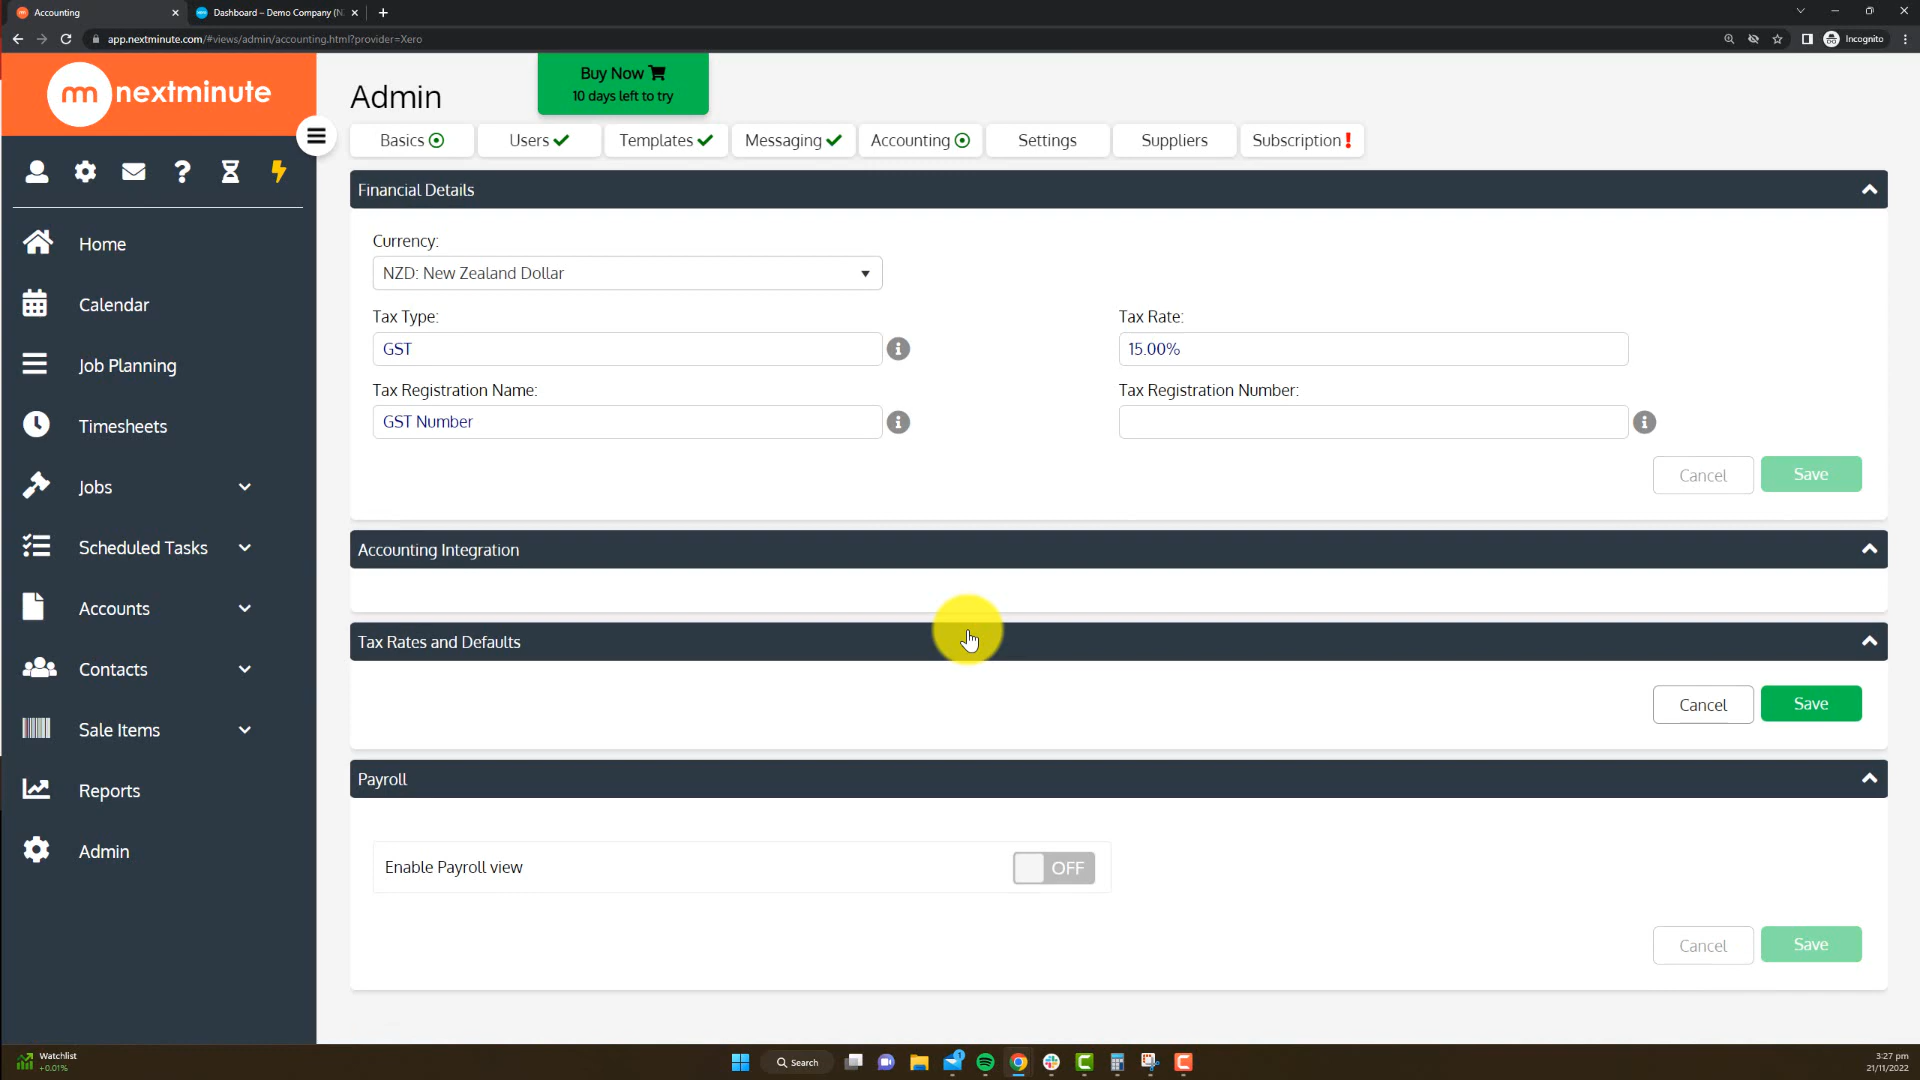 Accounting
Dashboard – Demo Company (N
app.nextminute.com/#views/admin/accounting.html?provider=Xero
Incognito
nextminute
Admin
Buy Now
10 days left to try
Basics
Users
Templates
Messaging
Accounting
Settings
Suppliers
Subscription
Home
Calendar
Job Planning
Timesheets
Jobs
Scheduled Tasks
Accounts
Contacts
Sale Items
Reports
Admin
Financial Details
Currency:
NZD: New Zealand Dollar
Tax Type:
Tax Rate:
GST
15.00%
Tax Registration Name:
Tax Registration Number:
GST Number
Cancel
Save
Accounting Integration
Tax Rates and Defaults
Cancel
Save
Payroll
Enable Payroll view
OFF
Cancel
Save
Watchlist
+0.01%
Search
3:27 pm
21/11/2022